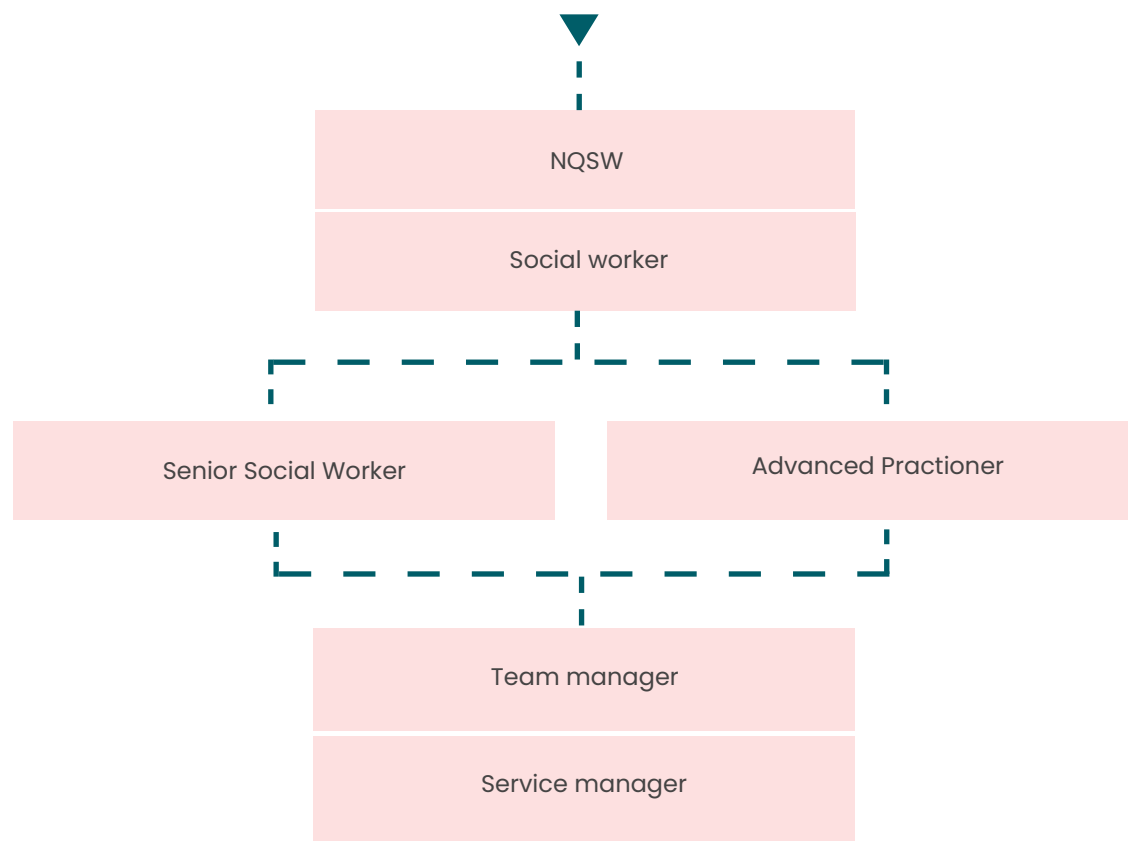 NQSW
Social worker
Senior Social Worker
Advanced Practioner
Team manager
Service manager